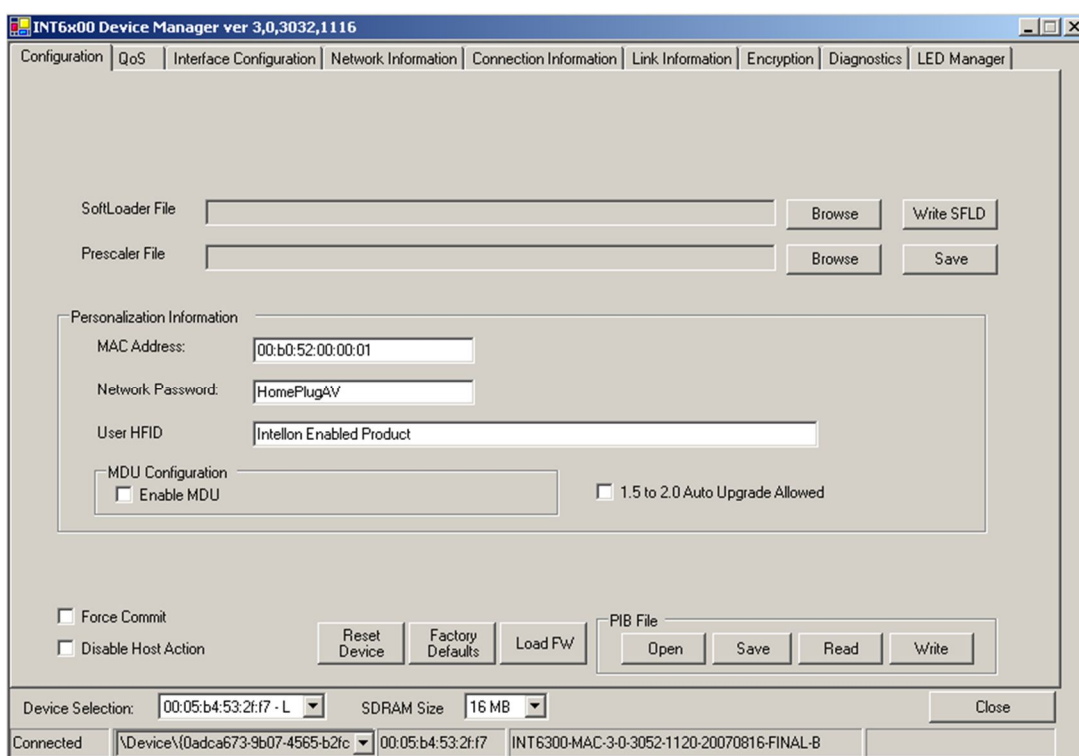 INT6x00 Device Manager ver 3,0,3032,1116
Configuration QoS Interface Configuration Network Information Connection Information Link Information Encryption Diagnostics LED Manager
SoftLoader File Browse Write SFLD
Prescaler File Browse Save
Personalization Information
MAC Address: 00:b0:52:00:00:01
Network Password: HomePlugAV
User HFID Intellon Enabled Product
MDU Configuration
Enable MDU 1.5 to 2.0 Auto Upgrade Allowed
Force Commit
Disable Host Action
Reset Device Factory Defaults Load FW
PIB File
Open Save Read Write
Device Selection: 00:05:b4:53:2f:f7 - L SDRAM Size 16 MB Close
Connected \Device\{0adca673-9b07-4565-b2fc 00:05:b4:53:2f:f7 INT6300-MAC-3-0-3052-1120-20070816-FINAL-B